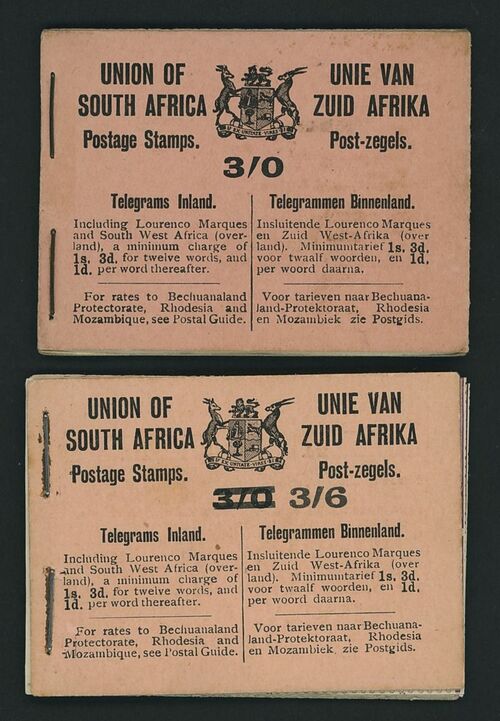 UNION OF
SOUTH AFRICA
Postage Stamps.
UNIE VAN
ZUID AFRIKA
Post-zegels.
EX UNITATE VIRES
3/0
Telegrams Inland.
Including Lourenco Marques
and South West Africa (over-
land), a minimum charge of
1s. 3d. for twelve words, and
1d. per word thereafter.
For rates to Bechuanaland
Protectorate, Rhodesia and
Mozambique, see Postal Guide.
Telegrammen Binnenland.
Insluitende Lourenco Marques
en Zuid West-Afrika (over
land). Minimumtarief 1s. 3d.
voor twaalf woorden, en 1d.
per woord daarna.
Voor tarieven naar Bechuana-
land-Protektoraat, Rhodesia
en Mozambiek zie Postgids.
UNION OF
SOUTH AFRICA
Postage Stamps.
UNIE VAN
ZUID AFRIKA
Post-zegels.
EX UNITATE VIRES
3/0 3/6
Telegrams Inland.
Including Lourenco Marques
and South West Africa (over-
land), a minimum charge of
1s. 3d. for twelve words, and
1d. per word thereafter.
For rates to Bechuanaland
Protectorate, Rhodesia and
Mozambique, see Postal Guide.
Telegrammen Binnenland.
Insluitende Lourenco Marques
en Zuid West-Afrika (over
land). Minimumtarief 1s. 3d.
voor twaalf woorden, en 1d.
per woord daarna.
Voor tarieven naar Bechuana-
land-Protektoraat, Rhodesia
en Mozambiek zie Postgids.